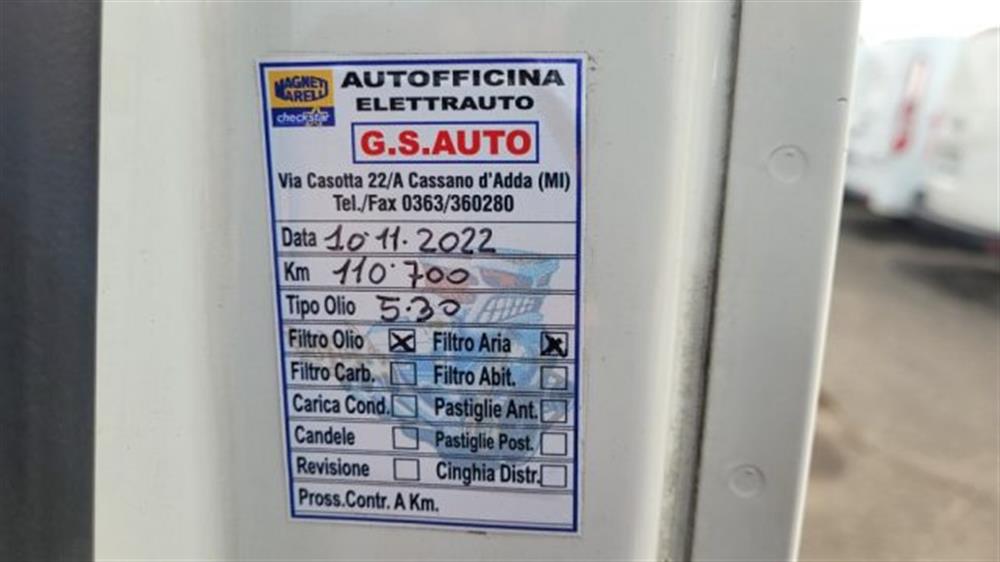 MAGNETI
MARELLI
checkstar
AUTOFFICINA
ELETTRAUTO
G.S.AUTO
Via Casotta 22/A Cassano d'Adda (MI)
Tel./Fax 0363/360280
Data 10.11.2022
Km 110.700
Tipo Olio 5.30
Filtro Olio Filtro Aria
Filtro Carb. Filtro Abit.
Carica Cond. Pastiglie Ant.
Candele Pastiglie Post.
Revisione Cinghia Distr.
Pross.Contr. A Km.